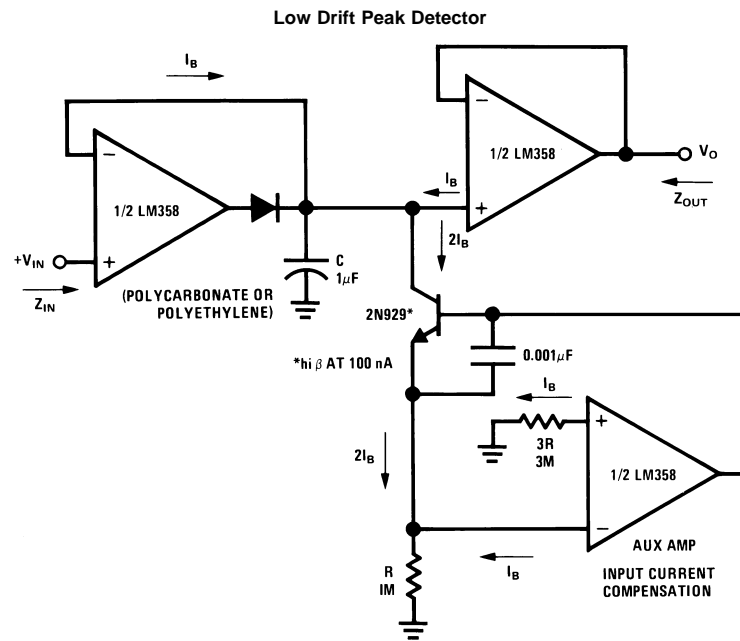 Low Drift Peak Detector
I_B
−
1/2 LM358
+
+V_IN
Z_IN
C
1μF
(POLYCARBONATE OR
POLYETHYLENE)
−
1/2 LM358
+
I_B
V_O
Z_OUT
2I_B
2N929*
*hi β AT 100 nA
0.001μF
I_B
3R
3M
+
1/2 LM358
−
2I_B
I_B
R
1M
AUX AMP
INPUT CURRENT
COMPENSATION